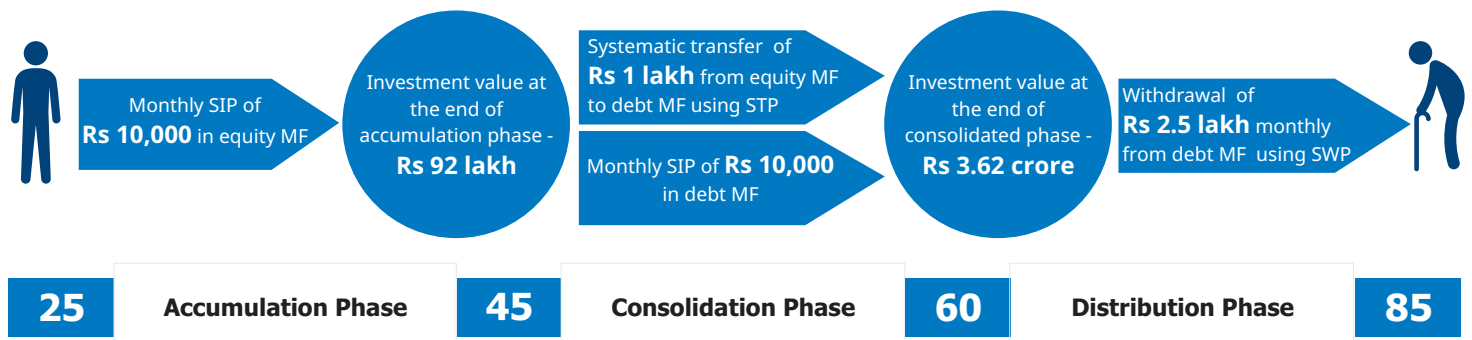 Monthly SIP of
Rs 10,000 in equity MF
Investment value at
the end of
accumulation phase -
Rs 92 lakh
Systematic transfer of
Rs 1 lakh from equity MF
to debt MF using STP
Monthly SIP of Rs 10,000
in debt MF
Investment value at
the end of
consolidated phase -
Rs 3.62 crore
Withdrawal of
Rs 2.5 lakh monthly
from debt MF using SWP
25
Accumulation Phase
45
Consolidation Phase
60
Distribution Phase
85